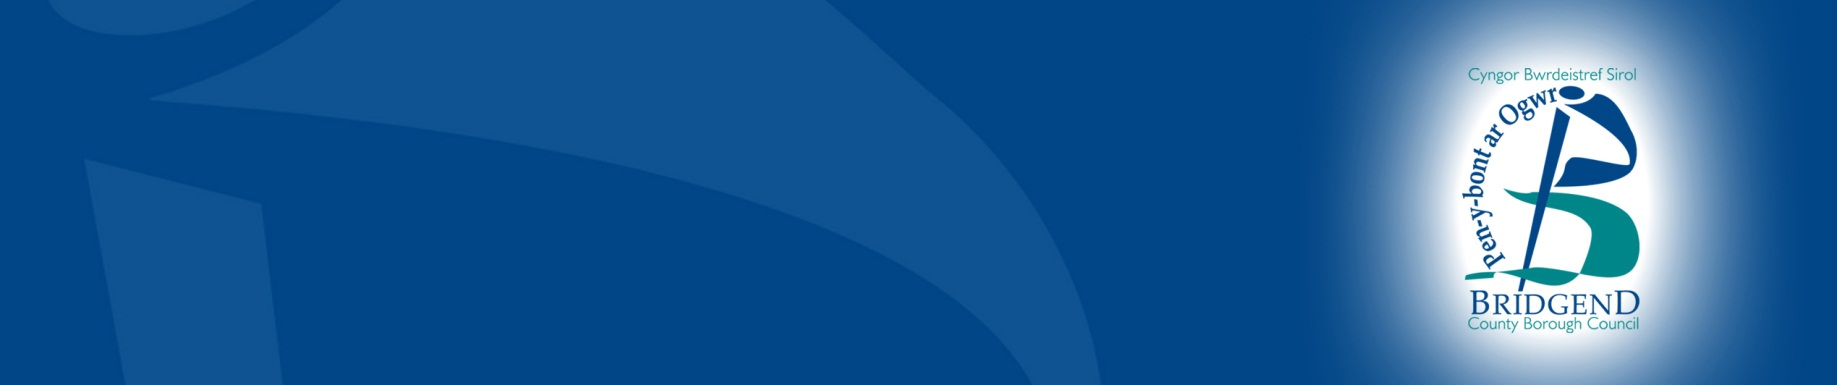 Cyngor Bwrdeistref Sirol
Pen-y-bont ar Ogwr
BRIDGEND
County Borough Council